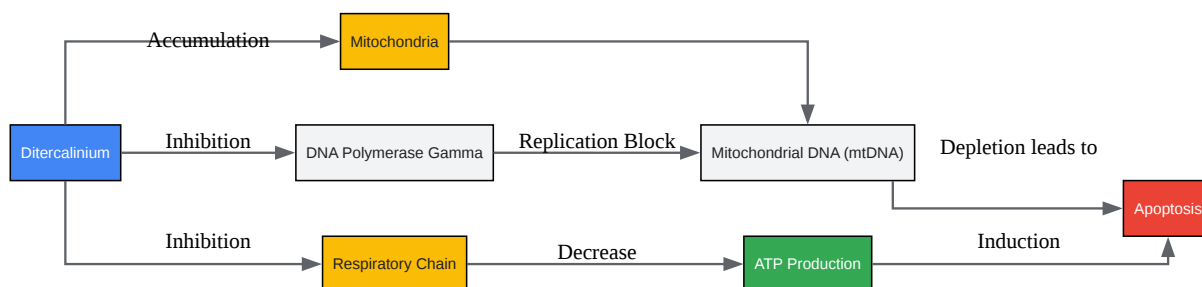 Accumulation
Mitochondria
Ditercalinium
Inhibition
DNA Polymerase Gamma
Replication Block
Mitochondrial DNA (mtDNA)
Depletion leads to
Apoptosis
Inhibition
Respiratory Chain
Decrease
ATP Production
Induction